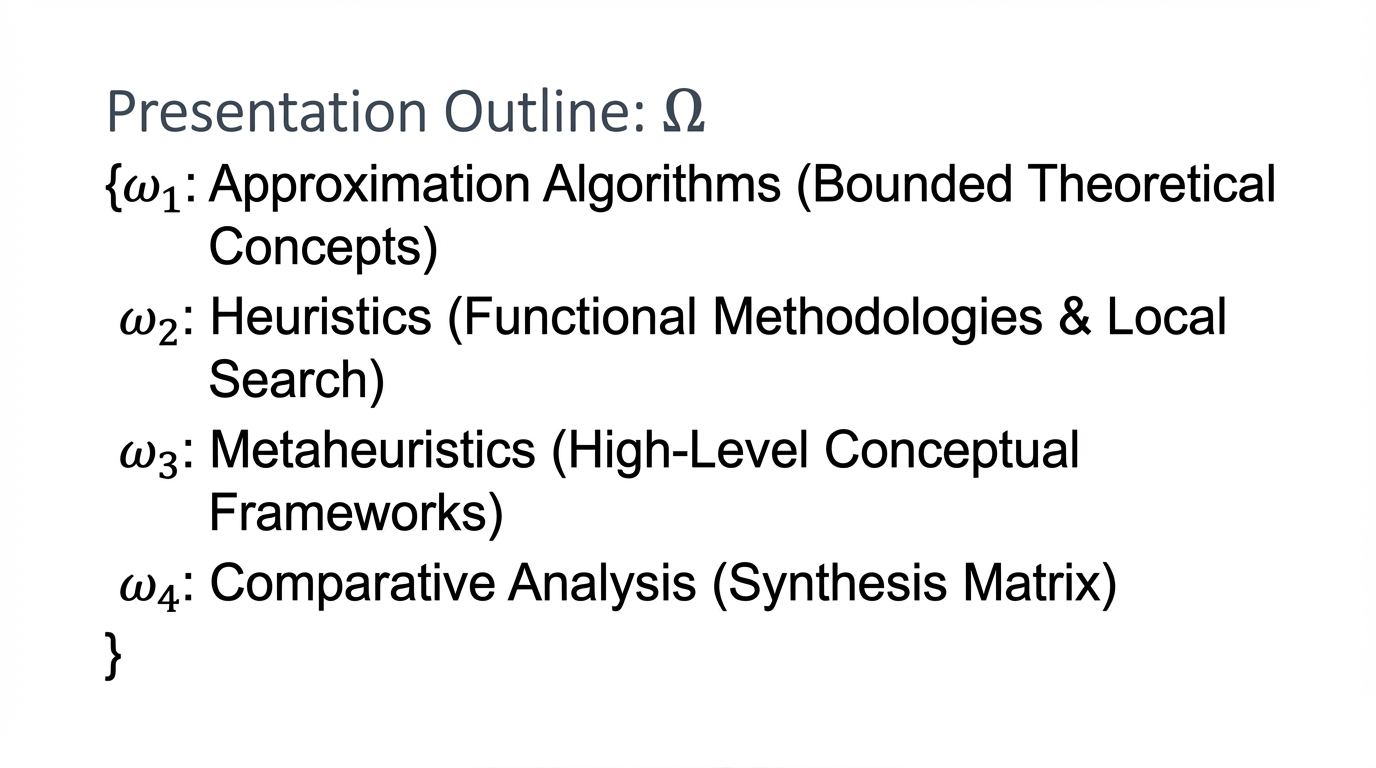 Presentation Outline: Ω
{ω₁: Approximation Algorithms (Bounded Theoretical
Concepts)
ω₂: Heuristics (Functional Methodologies & Local
Search)
ω₃: Metaheuristics (High-Level Conceptual
Frameworks)
ω₄: Comparative Analysis (Synthesis Matrix)
}